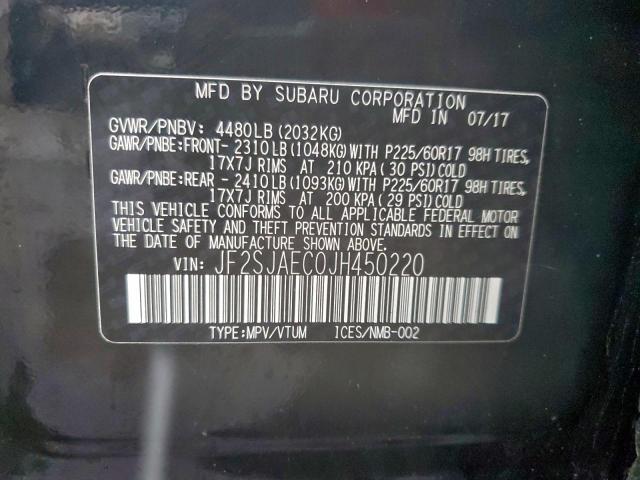 MFD BY SUBARU CORPORATION
MFD IN 07/17
GVWR/PNBV: 4480LB(2032KG)
GAWR/PNBE:FRONT- 2310LB(1048KG)WITH P225/60R17 98H TIRES,
17X7J RIMS AT 210 KPA(30 PSI)COLD
GAWR/PNBE:REAR - 2410LB(1093KG)WITH P225/60R17 98H TIRES,
17X7J RIMS AT 200 KPA(29 PSI)COLD
THIS VEHICLE CONFORMS TO ALL APPLICABLE FEDERAL MOTOR
VEHICLE SAFETY AND THEFT PREVENTION STANDARDS IN EFFECT
ON THE DATE OF MANUFACTURE SHOWN ABOVE.
VIN: JF2SJAEC0JH450220
TYPE:MPV/VTUM ICES/NMB-002